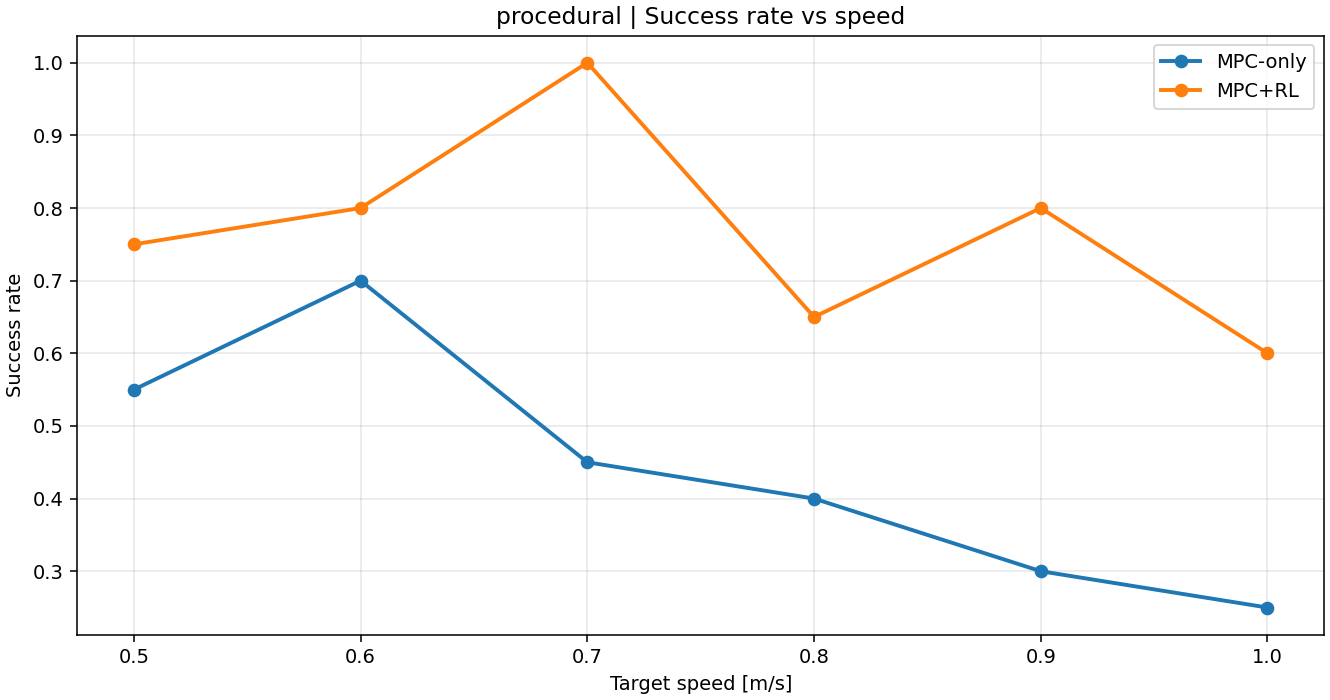 procedural | Success rate vs speed
MPC-only
MPC+RL
Success rate
1.0
0.9
0.8
0.7
0.6
0.5
0.4
0.3
0.5 0.6 0.7 0.8 0.9 1.0
Target speed [m/s]